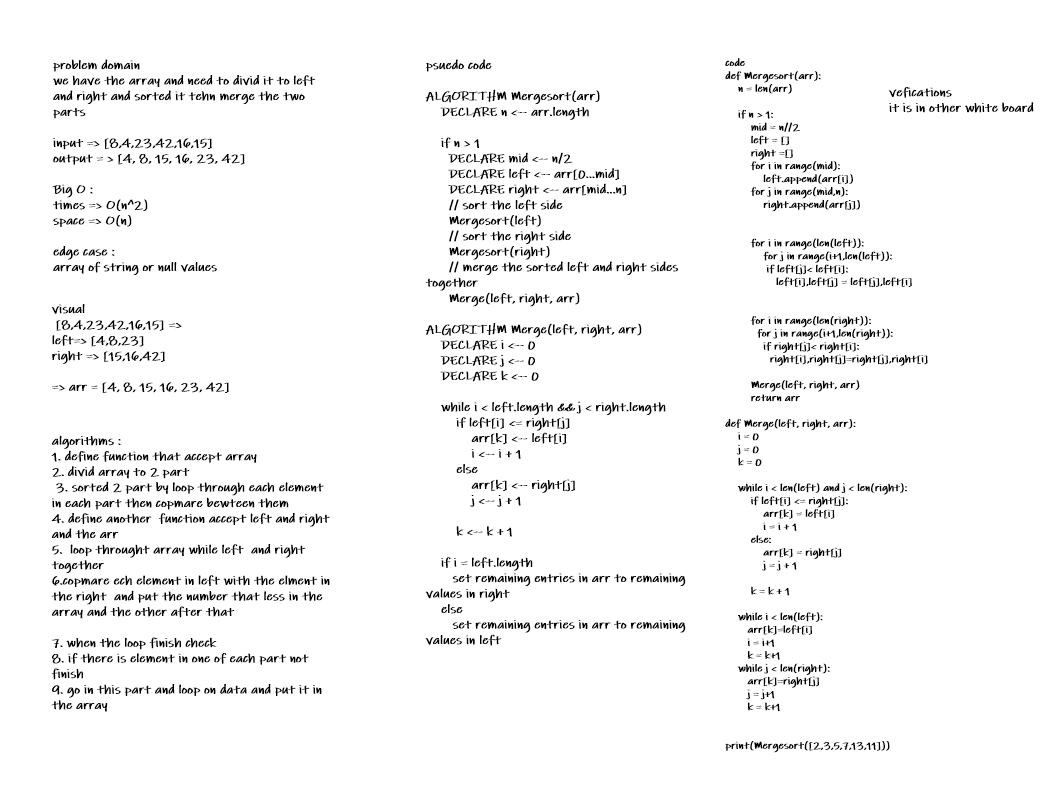 problem domain
we have the array and need to divid it to left
and right and sorted it tehn merge the two
parts
input => [8,4,23,42,16,15]
output = > [4, 8, 15, 16, 23, 42]
Big O :
times => O(n^2)
space => O(n)
edge case :
array of string or null values
visual
[8,4,23,42,16,15] =>
left=> [4,8,23]
right => [15,16,42]
=> arr = [4, 8, 15, 16, 23, 42]
algorithms :
1. define function that accept array
2. divid array to 2 part
3. sorted 2 part by loop through each element
in each part then copmare bewteen them
4. define another function accept left and right
and the arr
5. loop throught array while left and right
together
6.copmare ech element in left with the elment in
the right and put the number that less in the
array and the other after that
7. when the loop finish check
8. if there is element in one of each part not
finish
9. go in this part and loop on data and put it in
the array
psuedo code
ALGORITHM Mergesort(arr)
DECLARE n <-- arr.length
if n > 1
DECLARE mid <-- n/2
DECLARE left <-- arr[0...mid]
DECLARE right <-- arr[mid...n]
// sort the left side
Mergesort(left)
// sort the right side
Mergesort(right)
// merge the sorted left and right sides
together
Merge(left, right, arr)
ALGORITHM Merge(left, right, arr)
DECLARE i <-- 0
DECLARE j <-- 0
DECLARE k <-- 0
while i < left.length && j < right.length
if left[i] <= right[j]
arr[k] <-- left[i]
i <-- i + 1
else
arr[k] <-- right[j]
j <-- j + 1
k <-- k + 1
if i = left.length
set remaining entries in arr to remaining
values in right
else
set remaining entries in arr to remaining
values in left
code
def Mergesort(arr):
n = len(arr)
if n > 1:
mid = n//2
left = []
right =[]
for i in range(mid):
left.append(arr[i])
for j in range(mid,n):
right.append(arr[j])
for i in range(len(left)):
for j in range(i+1,len(left)):
if left[j]< left[i]:
left[i],left[j] = left[j],left[i]
for i in range(len(right)):
for j in range(i+1,len(right)):
if right[j]< right[i]:
right[i],right[j]=right[j],right[i]
Merge(left, right, arr)
return arr
def Merge(left, right, arr):
i = 0
j = 0
k = 0
while i < len(left) and j < len(right):
if left[i] <= right[j]:
arr[k] = left[i]
i = i + 1
else:
arr[k] = right[j]
j = j + 1
k = k + 1
while i < len(left):
arr[k]=left[i]
i = i+1
k = k+1
while j < len(right):
arr[k]=right[j]
j = j+1
k = k+1
print(Mergesort([2,3,5,7,13,11]))
vefications
it is in other white board